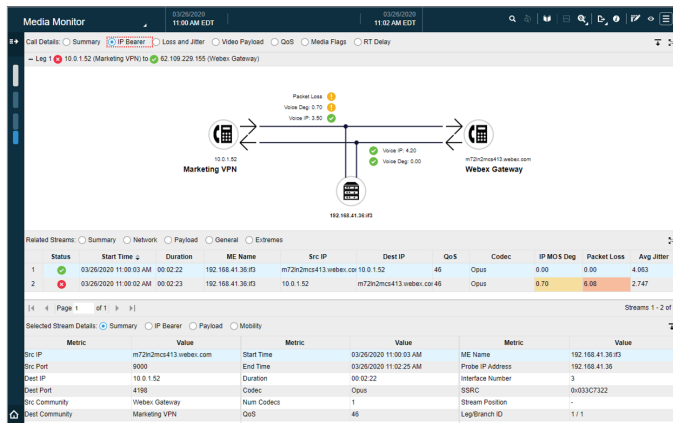 Media Monitor
03/26/2020
11:00 AM EDT
03/26/2020
11:02 AM EDT
Call Details: Summary IP Bearer Loss and Jitter Video Payload QoS Media Flags RT Delay
– Leg 1 10.0.1.52 (Marketing VPN) to 62.109.229.155 (Webex Gateway)
Packet Loss
Voice Deg: 0.70
Voice IP: 3.50
Voice IP: 4.20
Voice Deg: 0.00
10.0.1.52
Marketing VPN
m72ln2mcs413.webex.com
Webex Gateway
192.168.41.36:if3
Related Streams: Summary Network Payload General Extremes
Status Start Time Duration ME Name Src IP Dest IP QoS Codec IP MOS Deg Packet Loss Avg Jitter
1 03/26/2020 11:00:03 AM 00:02:22 192.168.41.36:if3 m72ln2mcs413.webex.cor 10.0.1.52 46 Opus 0.00 0.00 4.063
2 03/26/2020 11:00:02 AM 00:02:23 192.168.41.36:if3 10.0.1.52 m72ln2mcs413.webex.cor 46 Opus 0.70 6.08 2.747
Page 1 of 1
Streams 1 - 2 of
Selected Stream Details: Summary IP Bearer Payload Mobility
Metric Value Metric Value Metric Value
Src IP m72ln2mcs413.webex.com Start Time 03/26/2020 11:00:03 AM ME Name 192.168.41.36:if3
Src Port 9000 End Time 03/26/2020 11:02:25 AM Probe IP Address 192.168.41.36
Dest IP 10.0.1.52 Duration 00:02:22 Interface Number 3
Dest Port 4198 Codec Opus SSRC 0x033C7322
Src Community Webex Gateway Num Codecs 1 Stream Position -
Dest Community Marketing VPN QoS 46 Leg/Branch ID 1 / 1